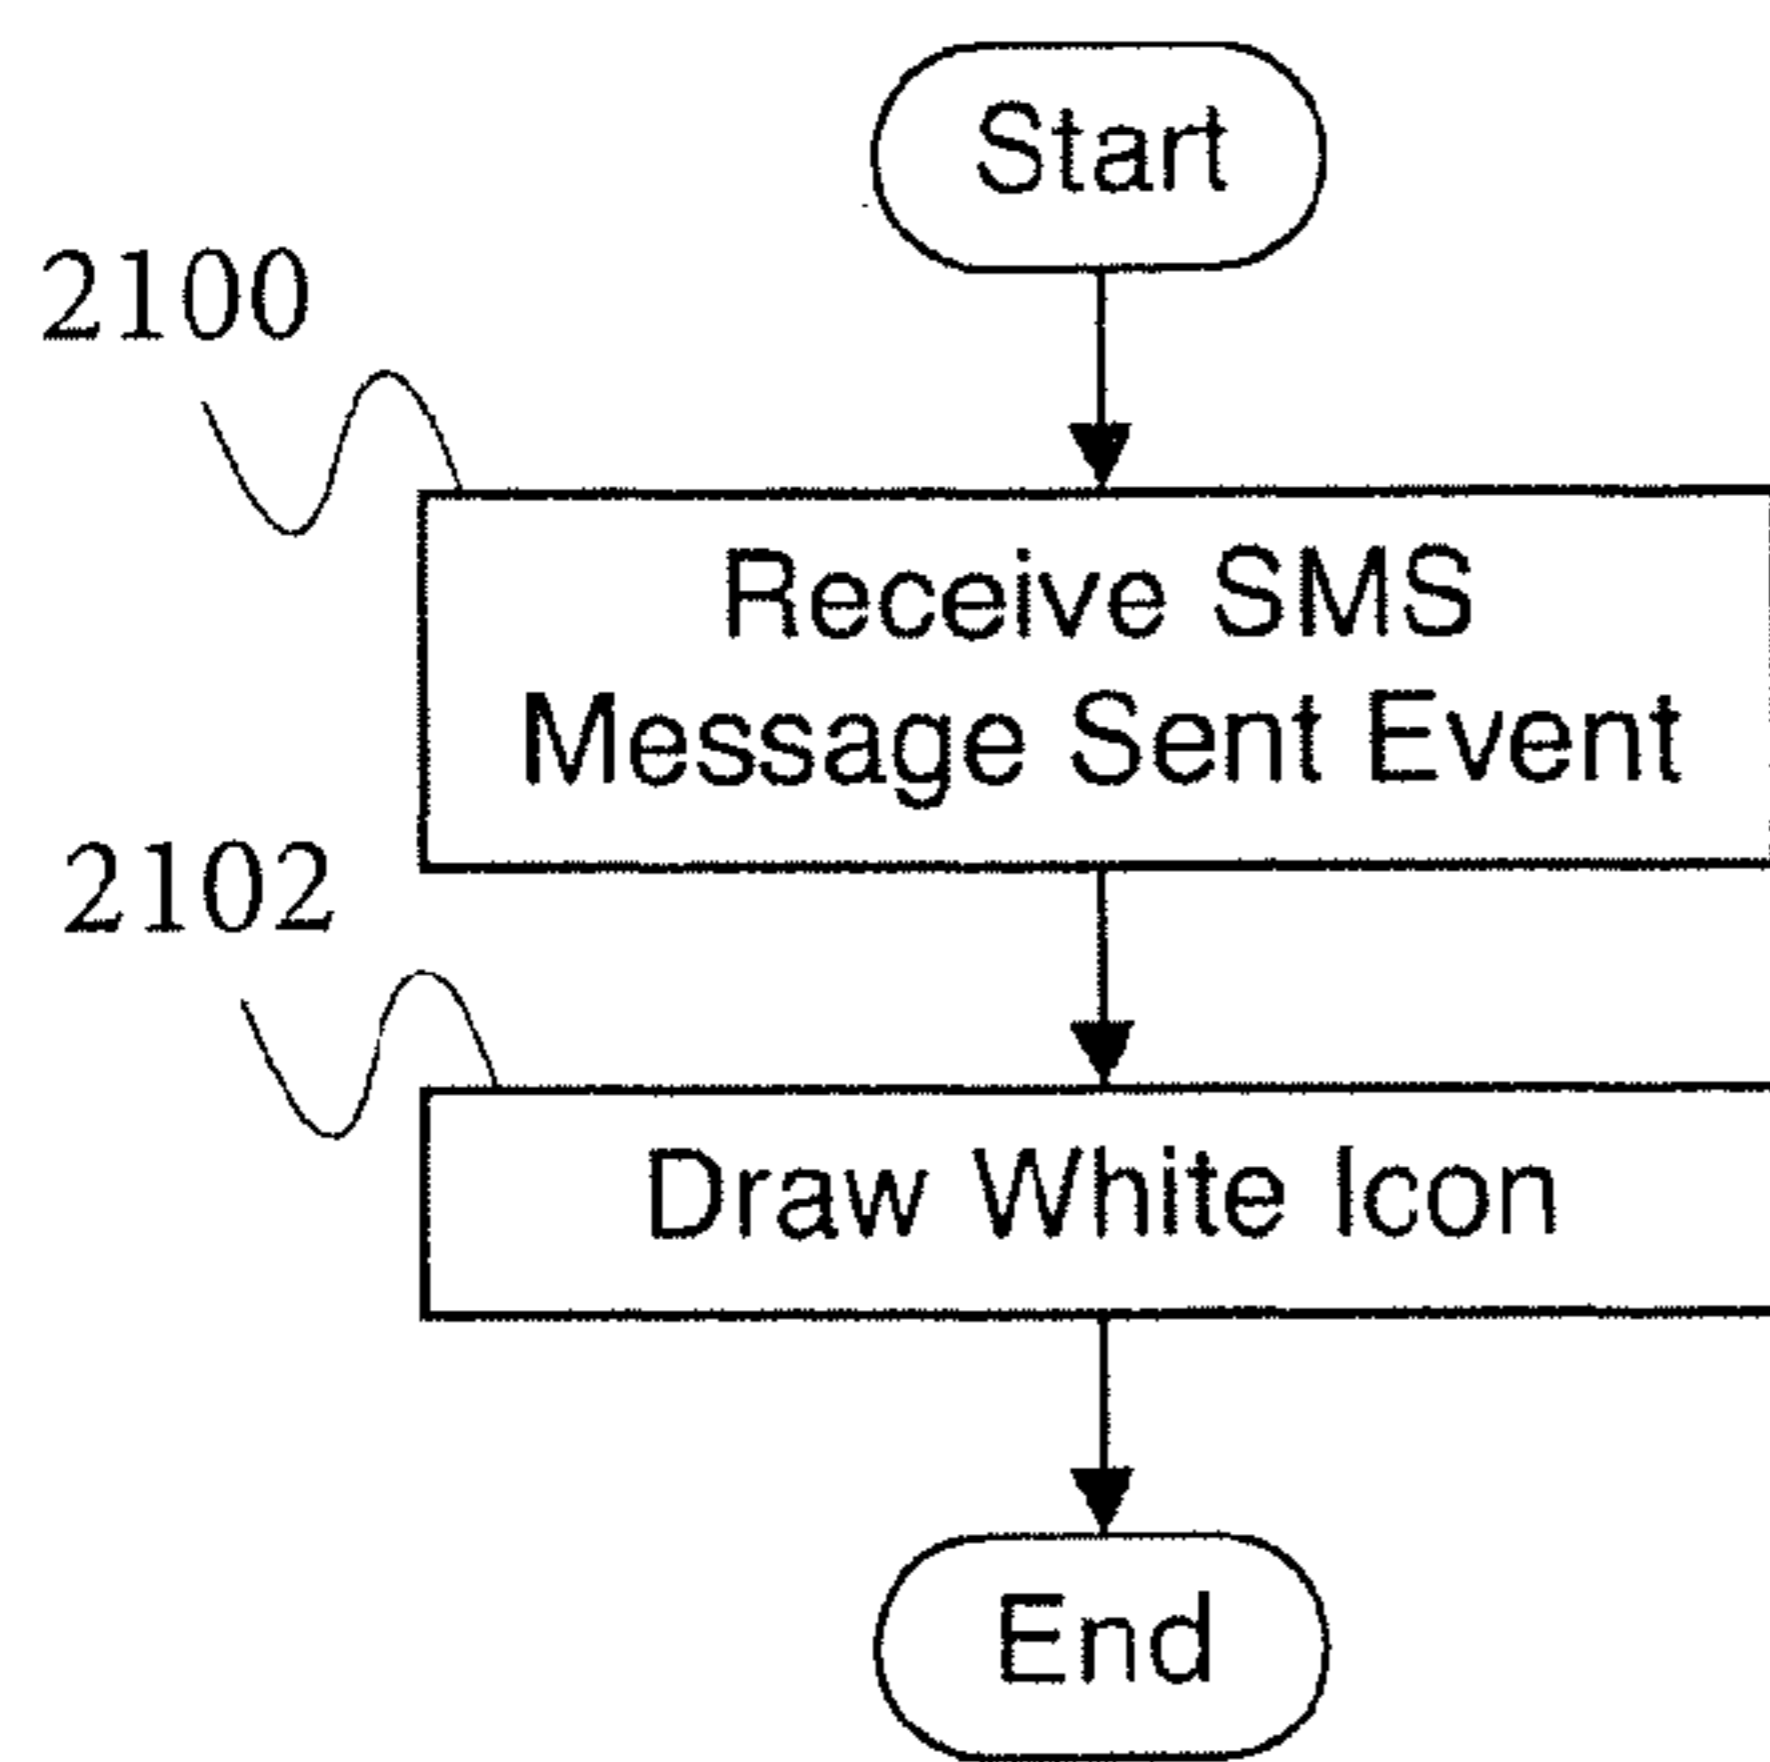 Start
2100
Receive SMS
Message Sent Event
2102
Draw White Icon
End